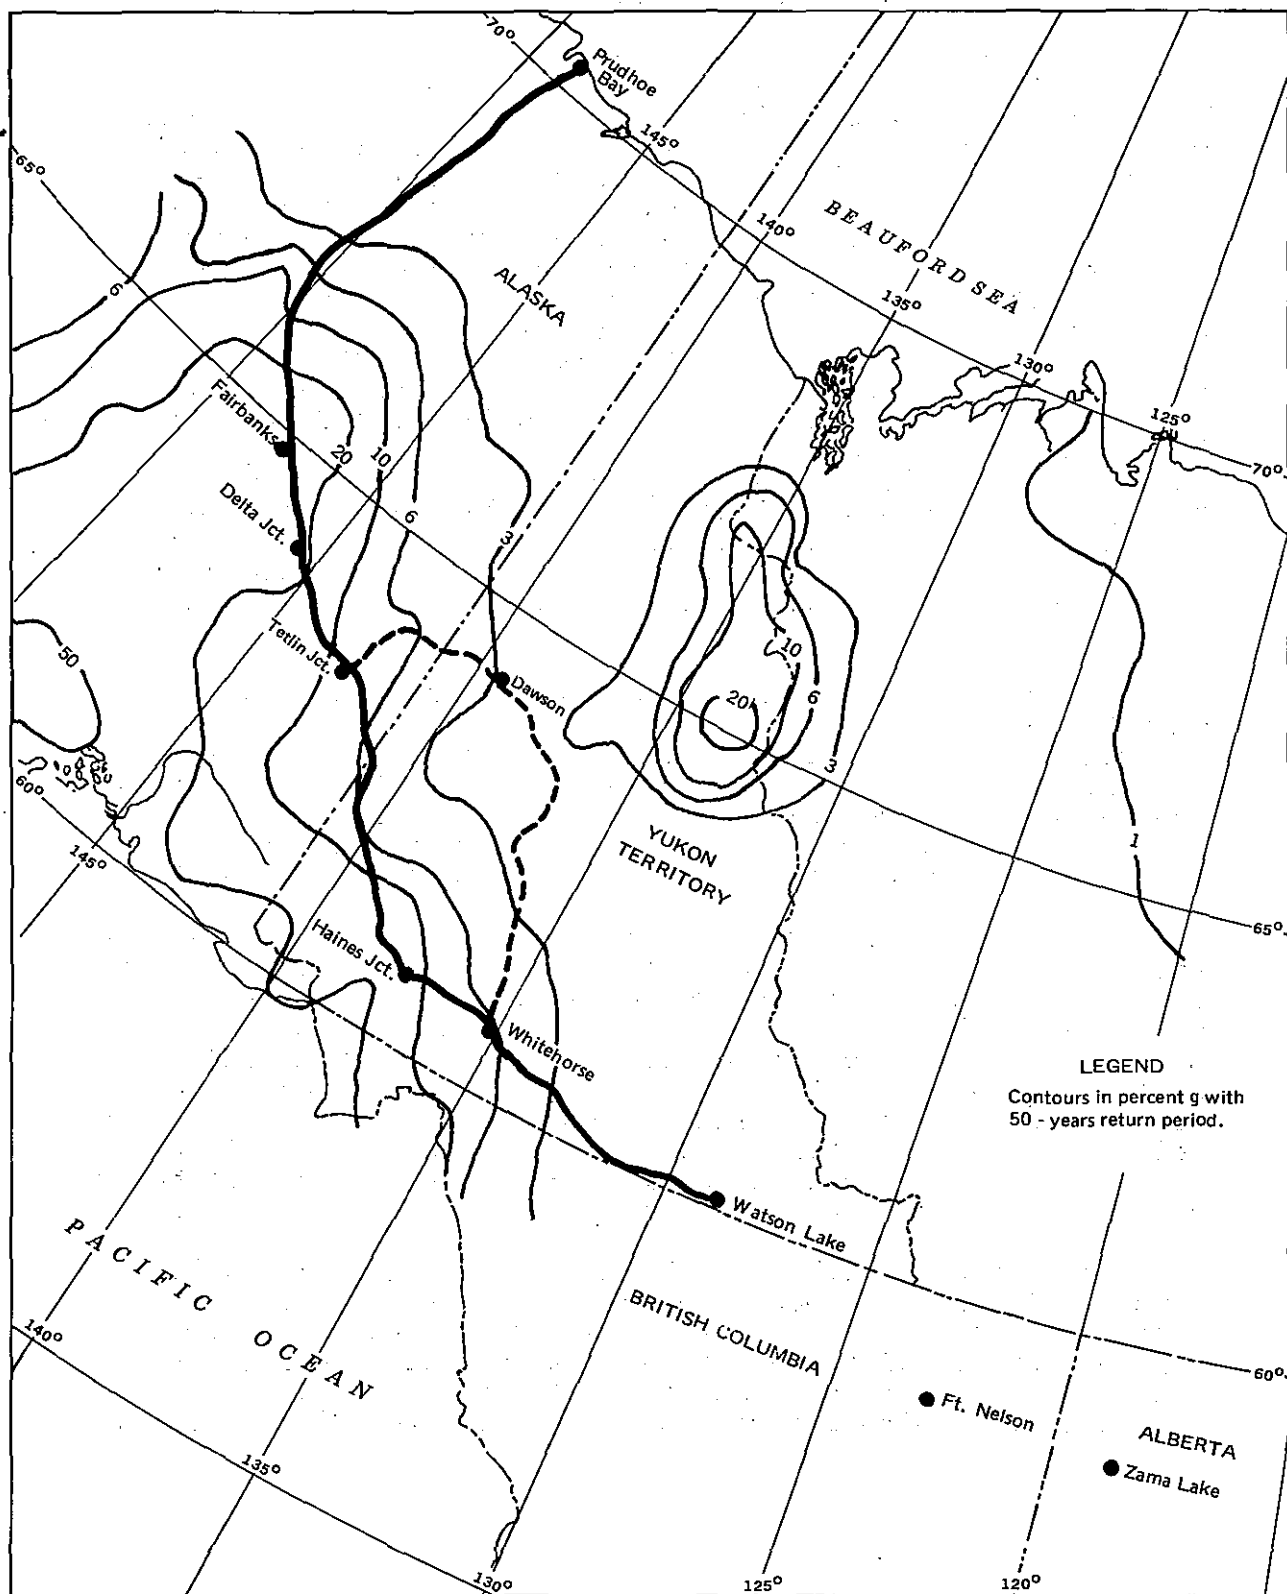 70°
Prudhoe
Bay
145°
65°
140°
BEAUFORD SEA
ALASKA
135°
6
130°
125°
70°
Fairbanks
20
10
6
3
Delta Jct.
50
Tetlin Jct.
Dawson
10
20
6
3
60°
145°
YUKON
TERRITORY
1
65°
Haines Jct.
Whitehorse
LEGEND
Contours in percent g with
50 - years return period.
Watson Lake
PACIFIC OCEAN
BRITISH COLUMBIA
140°
60°
Ft. Nelson
ALBERTA
Zama Lake
135°
130°
125°
120°